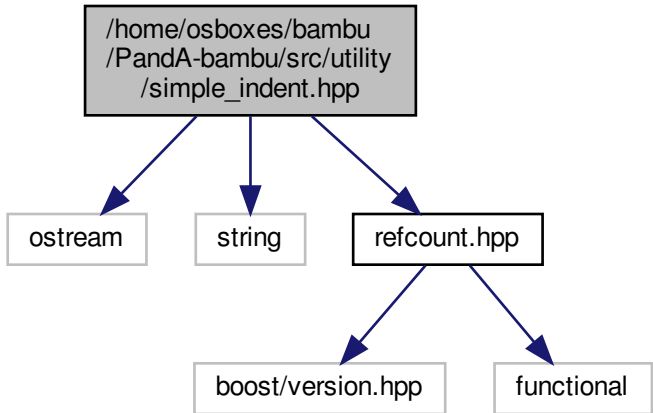 /home/osboxes/bambu
/PandA-bambu/src/utility
/simple_indent.hpp
ostream
string
refcount.hpp
boost/version.hpp
functional